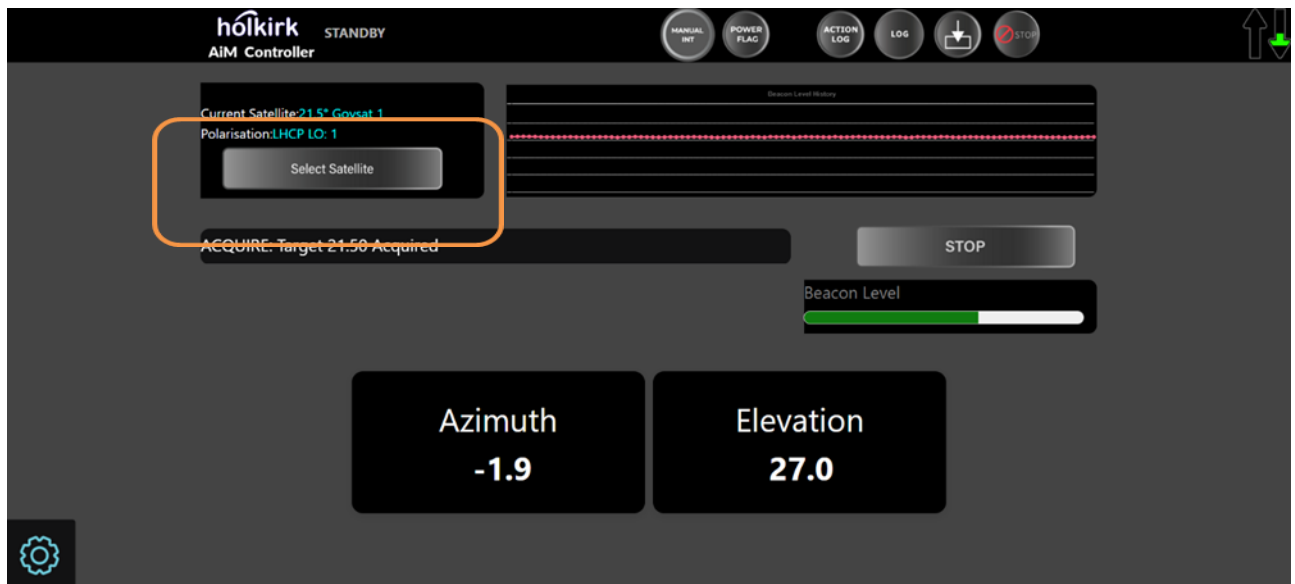 hólkirk STANDBY
AiM Controller
MANUAL
INT
POWER
FLAG
ACTION
LOG
LOG
STOP
Current Satellite:21.5° Govsat 1
Polarisation:LHCP LO: 1
Select Satellite
Beacon Level History
ACQUIRE: Target 21.50 Acquired
STOP
Beacon Level
Azimuth
-1.9
Elevation
27.0